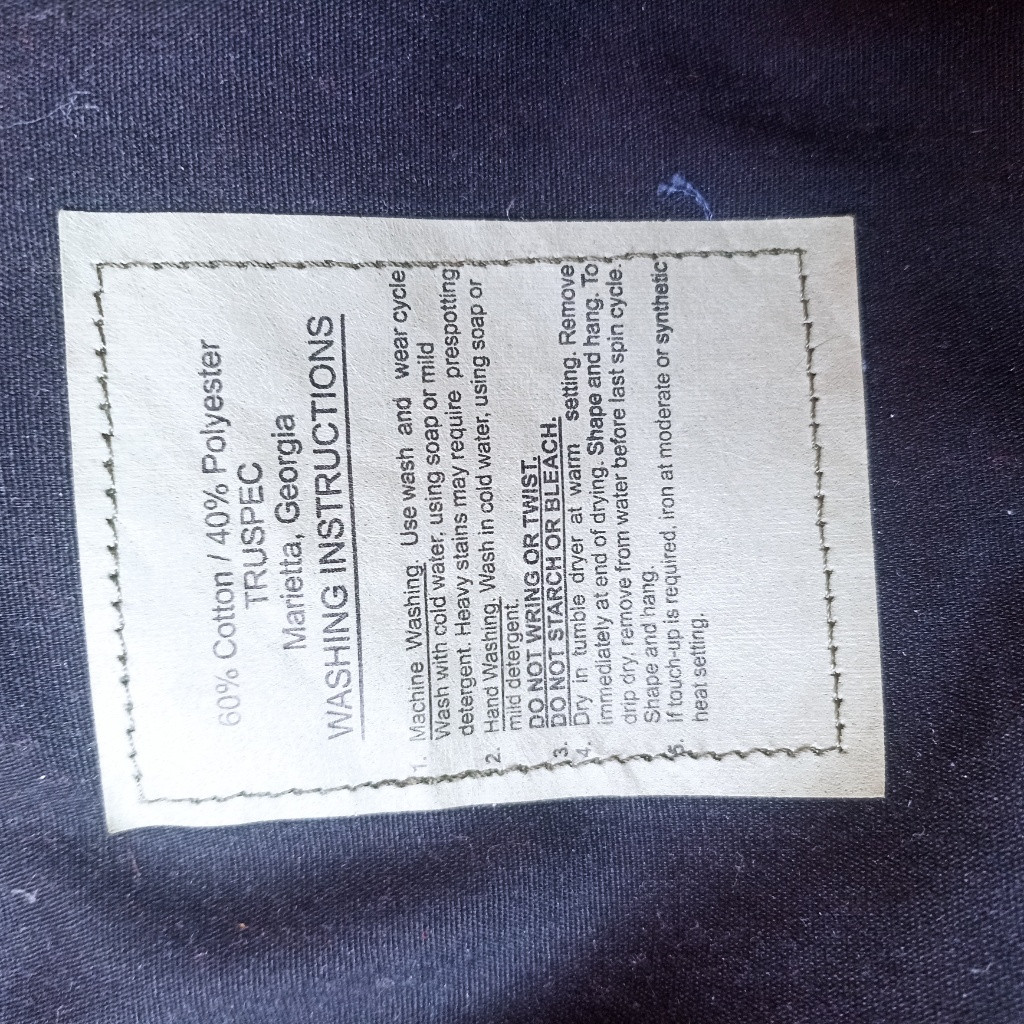 60% Cotton / 40% Polyester
TRUSPEC
Marietta, Georgia
WASHING INSTRUCTIONS
1. Machine Washing. Use wash and wear cycle
Wash with cold water, using soap or mild
detergent. Heavy stains may require prespotting
2. Hand Washing. Wash in cold water, using soap or
mild detergent.
DO NOT WRING OR TWIST.
3. DO NOT STARCH OR BLEACH.
4. Dry in tumble dryer at warm setting. Remove
immediately at end of drying. Shape and hang. To
drip dry, remove from water before last spin cycle.
Shape and hang.
5. If touch-up is required, iron at moderate or synthetic
heat setting.